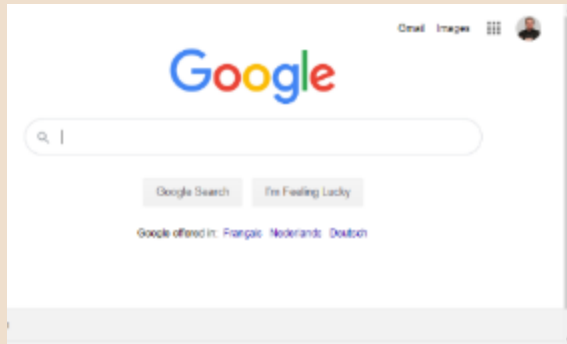 Gmail Images
Google
Google Search I'm Feeling Lucky
Google offered in: Français Nederlands Deutsch